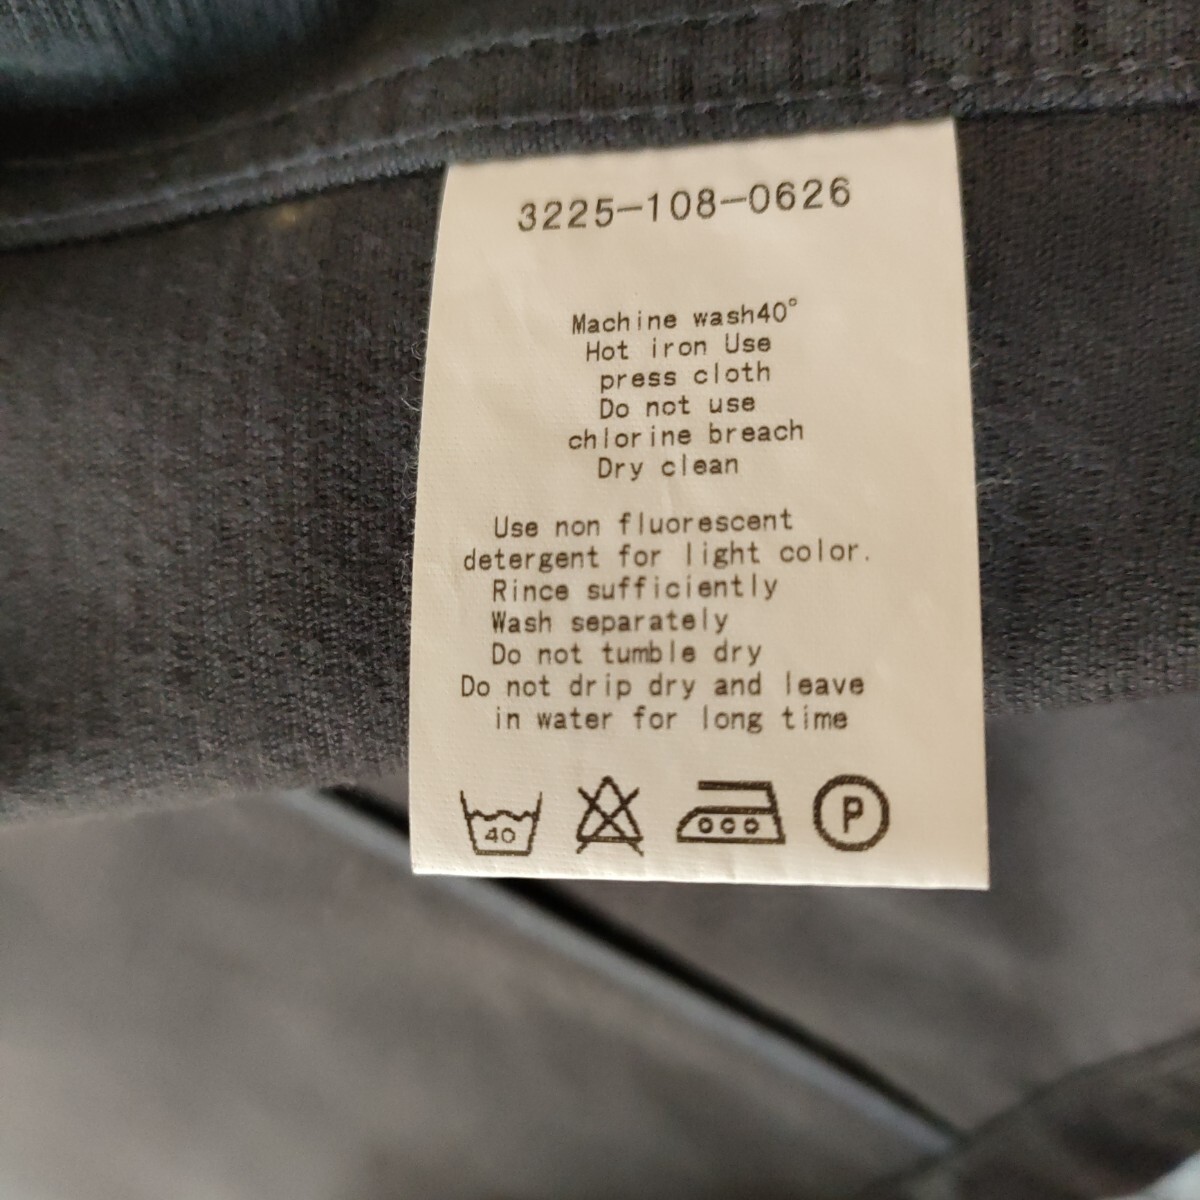 3225-108-0626
Machine wash40°
Hot iron Use
press cloth
Do not use
chlorine breach
Dry clean
Use non fluorescent
detergent for light color.
Rince sufficiently
Wash separately
Do not tumble dry
Do not drip dry and leave
in water for long time
40 P